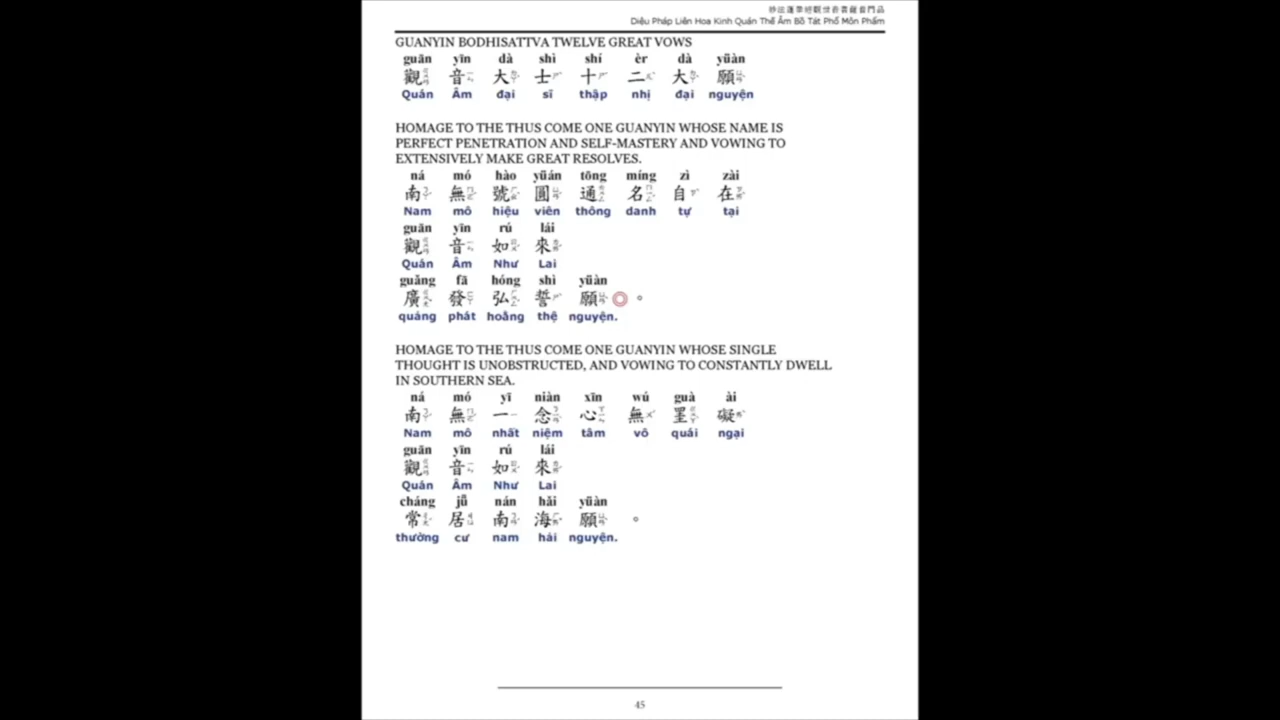 妙法蓮華經觀世音菩薩普門品
Diệu Pháp Liên Hoa Kinh Quán Thế Âm Bồ Tát Phổ Môn Phẩm
GUANYIN BODHISATTVA TWELVE GREAT VOWS
guān yīn dà shì shí èr dà yüàn
觀 音 大 士 十 二 大 願
Quán Âm đại sĩ thập nhị đại nguyện
HOMAGE TO THE THUS COME ONE GUANYIN WHOSE NAME IS
PERFECT PENETRATION AND SELF-MASTERY AND VOWING TO
EXTENSIVELY MAKE GREAT RESOLVES.
ná mó hào yüán tōng míng zì zài
南 無 號 圓 通 名 自 在
Nam mô hiệu viên thông danh tự tại
guān yīn rú lái
觀 音 如 來
Quán Âm Như Lai
guǎng fā hóng shì yüàn
廣 發 弘 誓 願 。
quảng phát hoằng thệ nguyện.
HOMAGE TO THE THUS COME ONE GUANYIN WHOSE SINGLE
THOUGHT IS UNOBSTRUCTED, AND VOWING TO CONSTANTLY DWELL
IN SOUTHERN SEA.
ná mó yī niàn xīn wú guà ài
南 無 一 念 心 無 罣 礙
Nam mô nhất niệm tâm vô quái ngại
guān yīn rú lái
觀 音 如 來
Quán Âm Như Lai
cháng jǖ nán hǎi yüàn
常 居 南 海 願 。
thường cư nam hải nguyện.
45